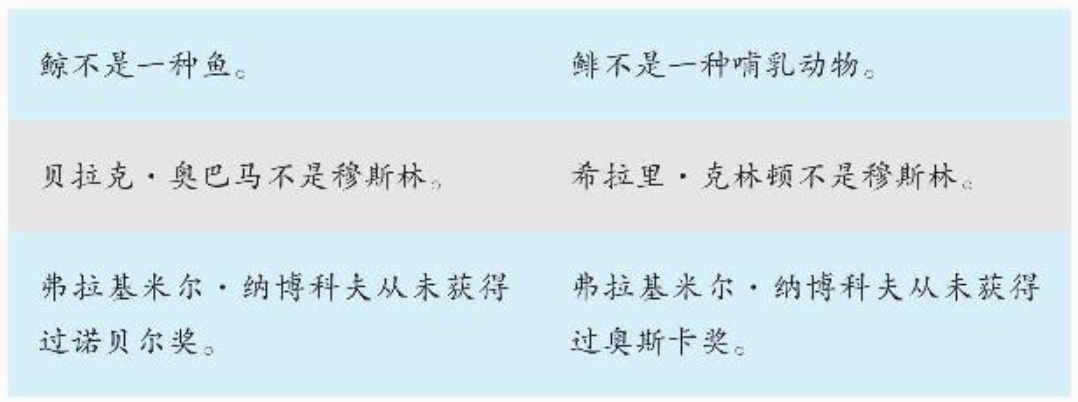 鲸不是一种鱼。
鲱不是一种哺乳动物。
贝拉克·奥巴马不是穆斯林。
希拉里·克林顿不是穆斯林。
弗拉基米尔·纳博科夫从未获得
过诺贝尔奖。
弗拉基米尔·纳博科夫从未获得
过奥斯卡奖。